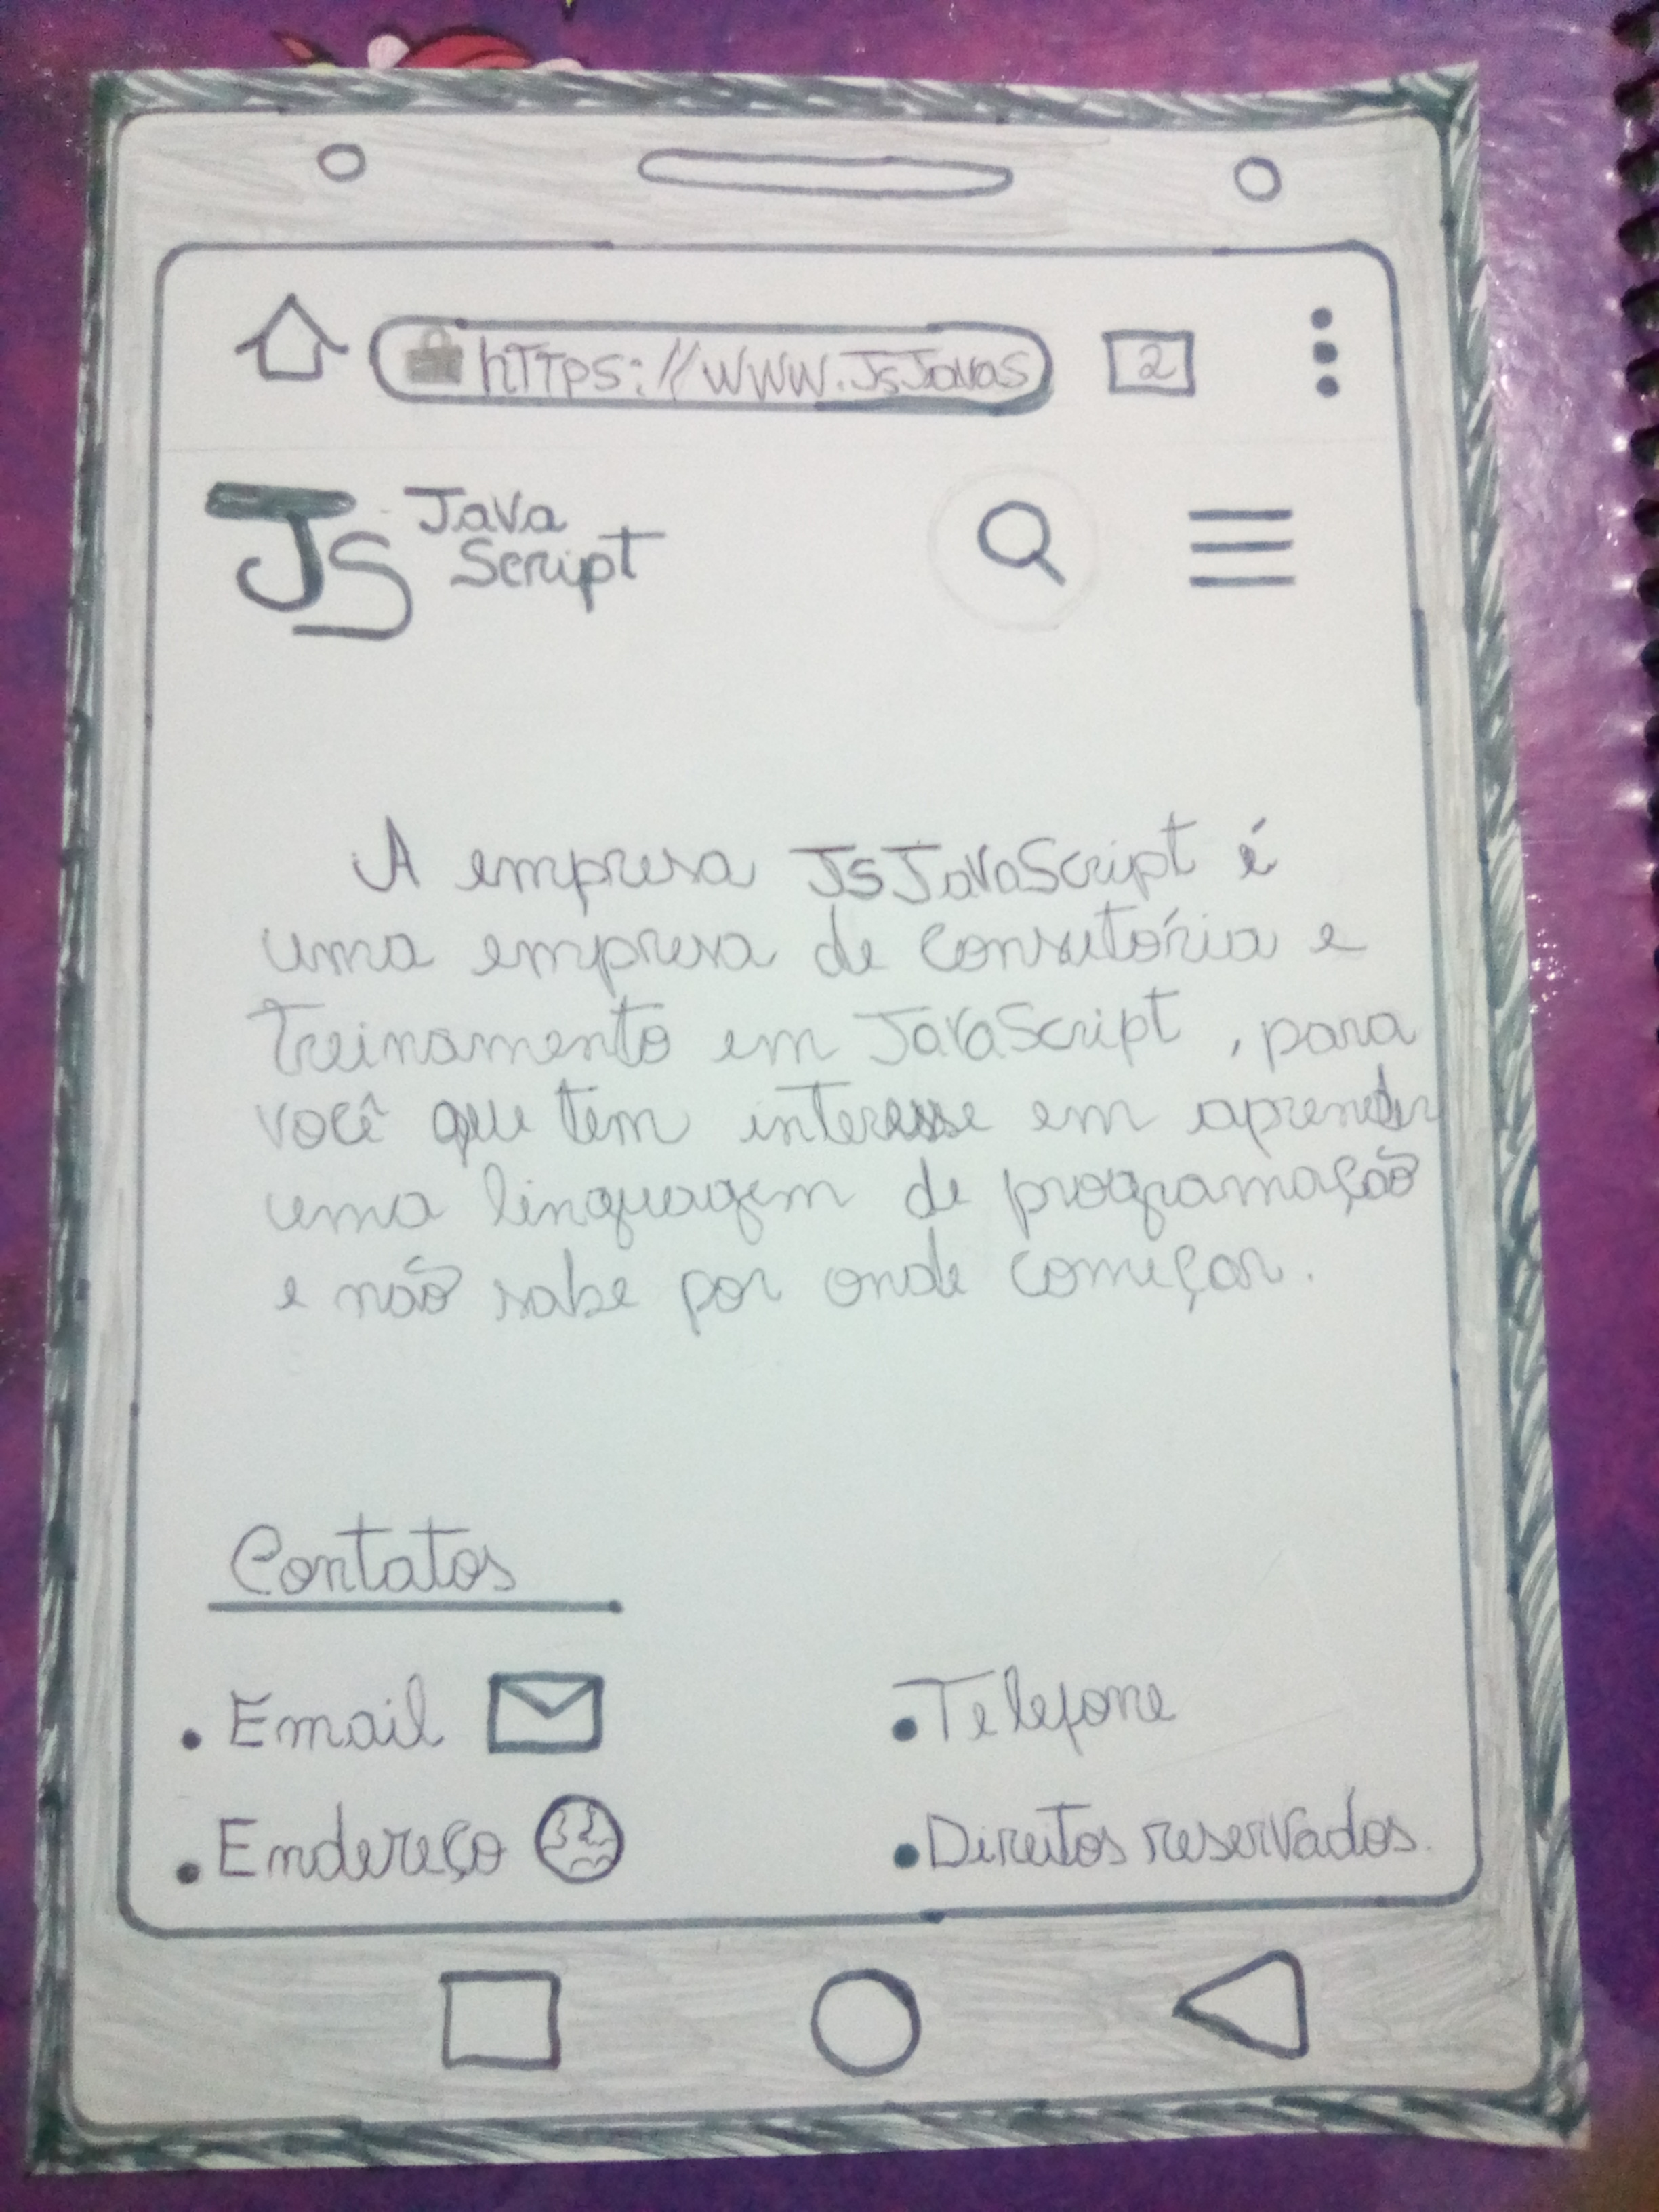 https://www.JsJavas
2
JS Java
Script
A empresa JsJavaScript é
uma empresa de consutória e
Treinamento em JavaScript, para
você que tem interesse em aprender
uma linguagem de programação
e não sabe por onde começar.
Contatos
• Email
• Telefone
• Endereço
• Direitos reservados.